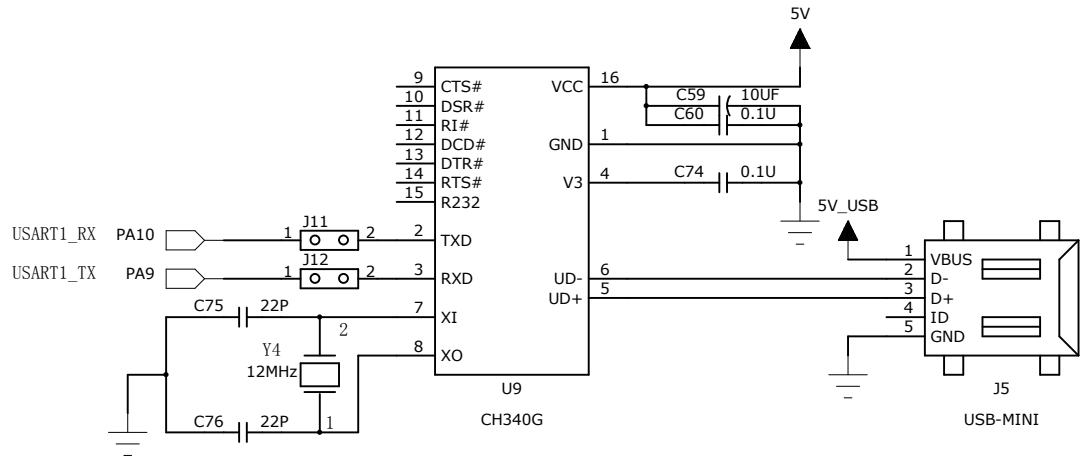 5V
9 CTS# VCC 16
10 DSR# C59 10UF
11 RI# C60 0.1U
12 DCD# GND 1
13 DTR#
14 RTS# V3 4 C74 0.1U
15 R232
5V_USB
J11
USART1_RX PA10 1 2 2 TXD
J12
USART1_TX PA9 1 2 3 RXD
UD- 6
UD+ 5
1 VBUS
2 D-
3 D+
4 ID
5 GND
C75 22P 7 XI
2
Y4
12MHz
8 XO
C76 22P 1
U9
CH340G
J5
USB-MINI